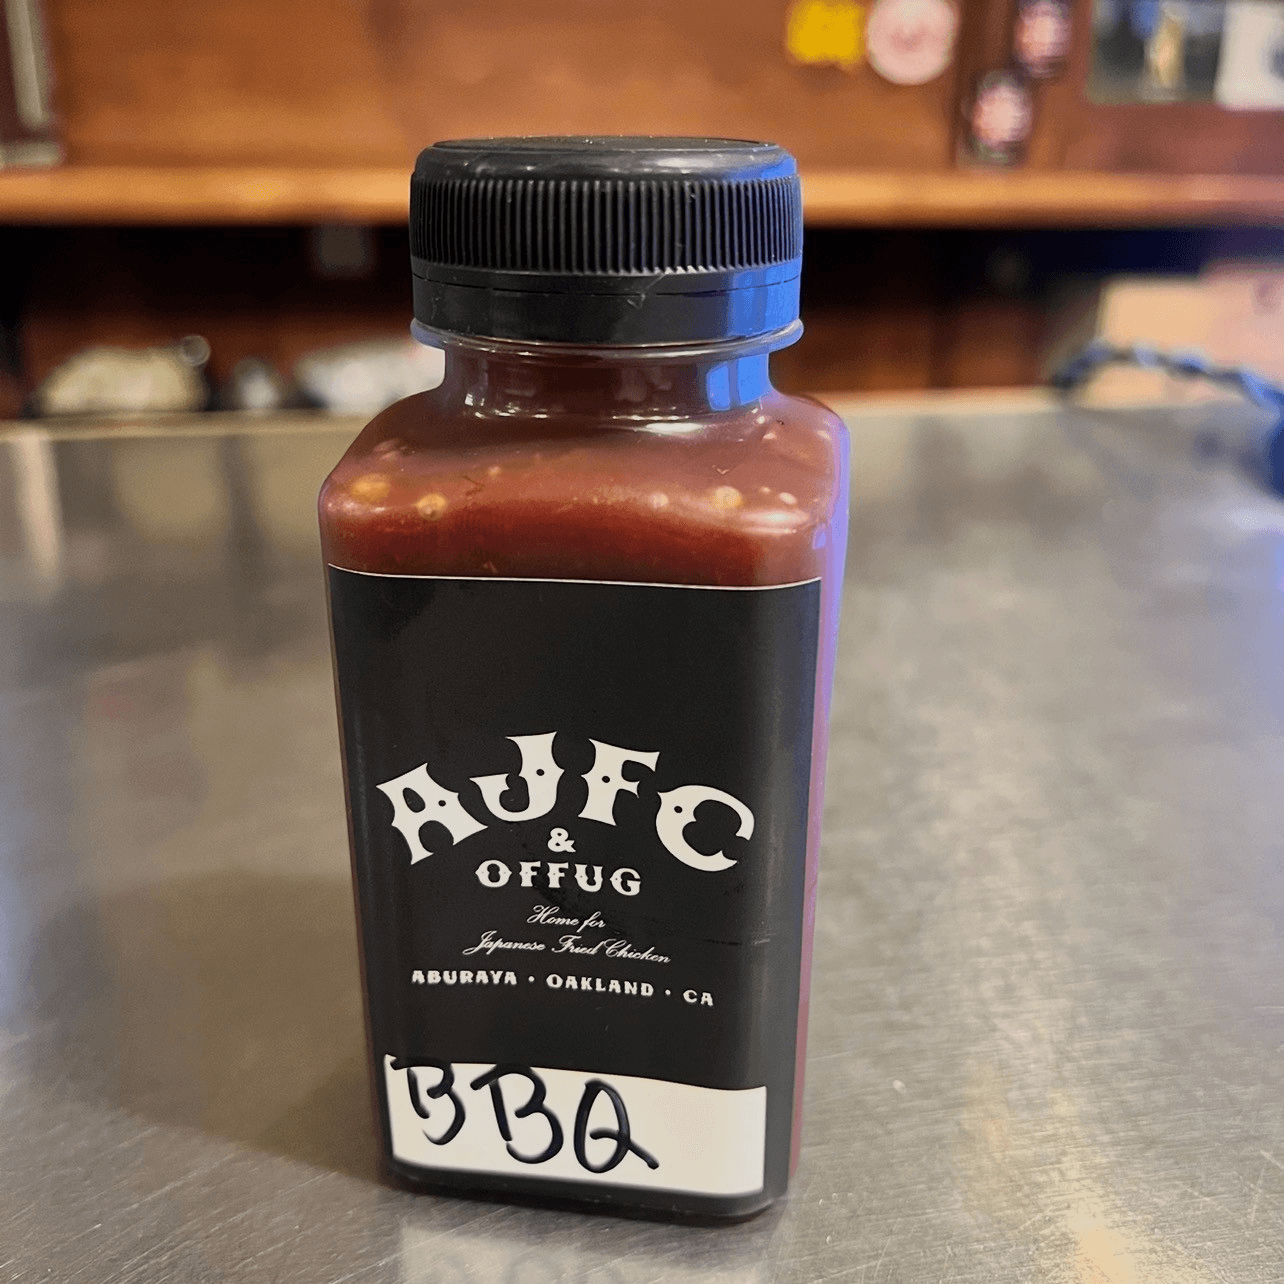 AJFC
&
OFFUG
Home for
Japanese Fried Chicken
ABURAYA • OAKLAND • CA
BBQ